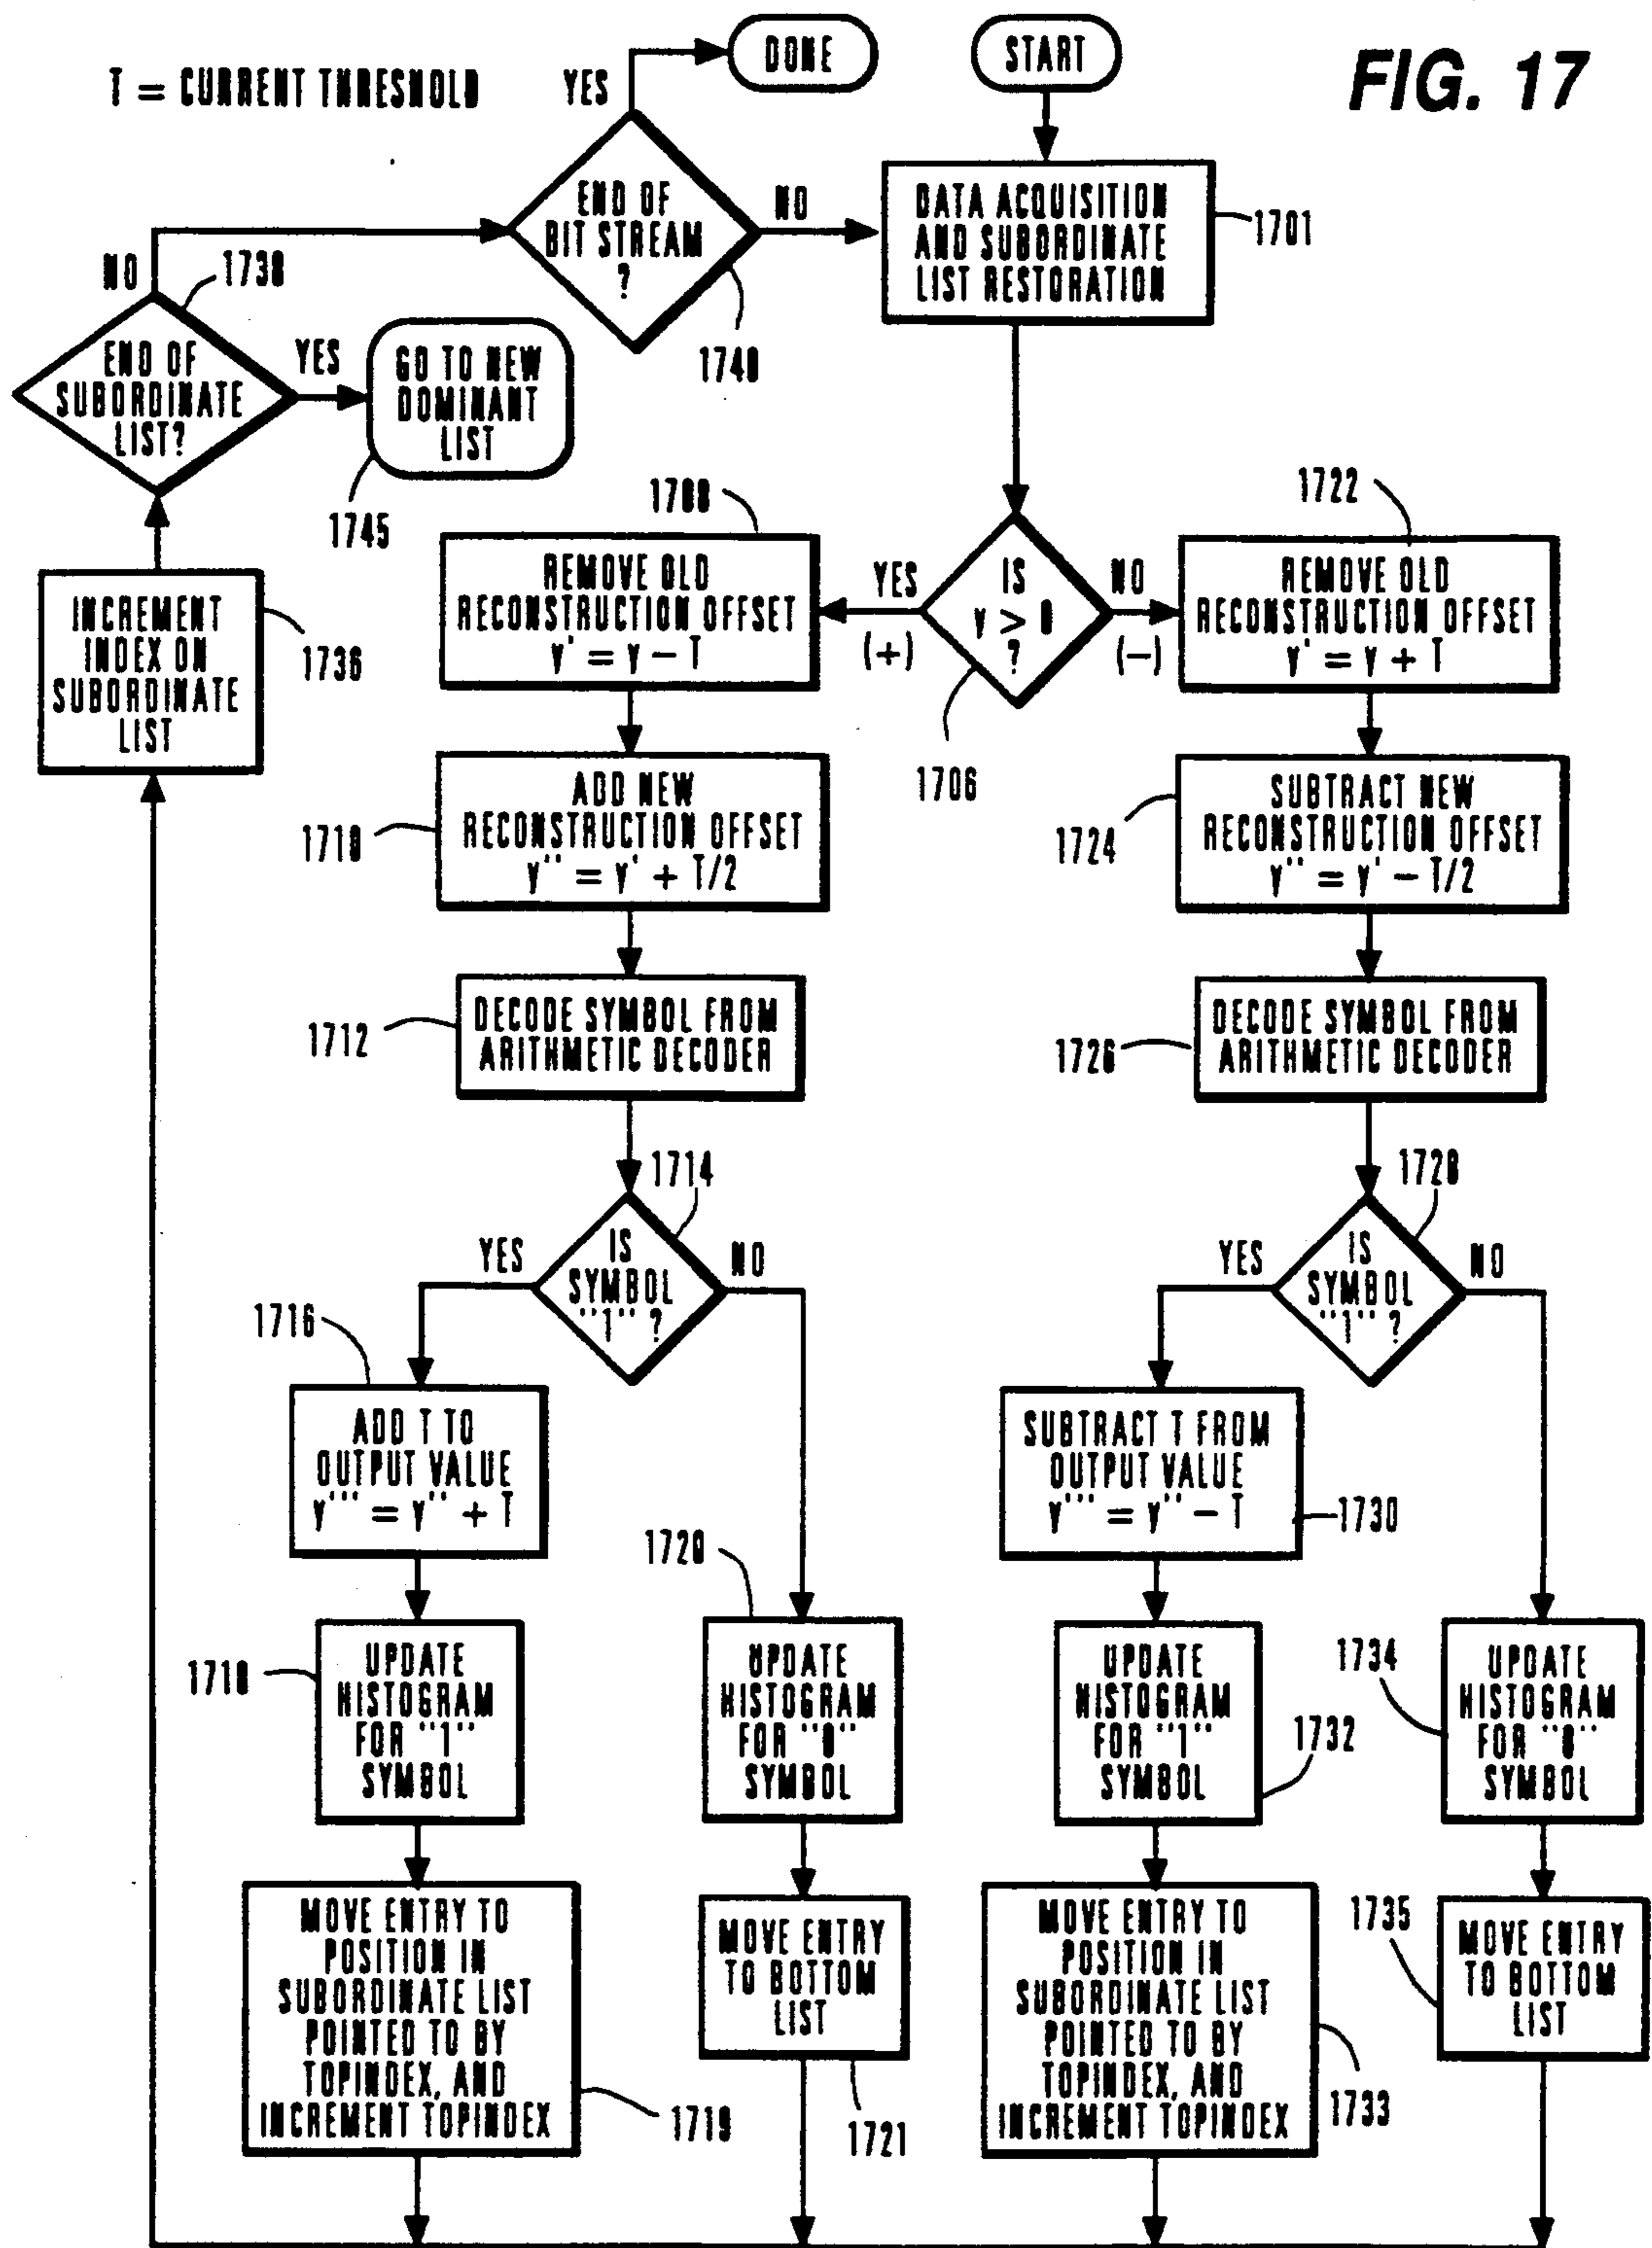 FIG. 17
T = CURRENT THRESHOLD
DONE
START
YES
END OF
BIT STREAM
?
NO
1740
DATA ACQUISITION
AND SUBORDINATE
LIST RESTORATION
1701
NO
1738
END OF
SUBORDINATE
LIST?
YES
GO TO NEW
DOMINANT
LIST
1745
INCREMENT
INDEX ON
SUBORDINATE
LIST
1736
1708
REMOVE OLD
RECONSTRUCTION OFFSET
v' = v − T
YES
(+)
IS
v > 0
?
NO
(−)
1706
1722
REMOVE OLD
RECONSTRUCTION OFFSET
v' = v + T
1710
ADD NEW
RECONSTRUCTION OFFSET
v'' = v' + T/2
1724
SUBTRACT NEW
RECONSTRUCTION OFFSET
v'' = v' − T/2
1712
DECODE SYMBOL FROM
ARITHMETIC DECODER
1726
DECODE SYMBOL FROM
ARITHMETIC DECODER
1714
YES
IS
SYMBOL
"1" ?
NO
1728
YES
IS
SYMBOL
"1" ?
NO
1716
ADD T TO
OUTPUT VALUE
v''' = v'' + T
SUBTRACT T FROM
OUTPUT VALUE
v''' = v'' − T
1730
1718
UPDATE
HISTOGRAM
FOR "1"
SYMBOL
1720
UPDATE
HISTOGRAM
FOR "0"
SYMBOL
UPDATE
HISTOGRAM
FOR "1"
SYMBOL
1732
1734
UPDATE
HISTOGRAM
FOR "0"
SYMBOL
MOVE ENTRY TO
POSITION IN
SUBORDINATE LIST
POINTED TO BY
TOPINDEX, AND
INCREMENT TOPINDEX
1719
MOVE ENTRY
TO BOTTOM
LIST
1721
MOVE ENTRY TO
POSITION IN
SUBORDINATE LIST
POINTED TO BY
TOPINDEX, AND
INCREMENT TOPINDEX
1733
1735
MOVE ENTRY
TO BOTTOM
LIST